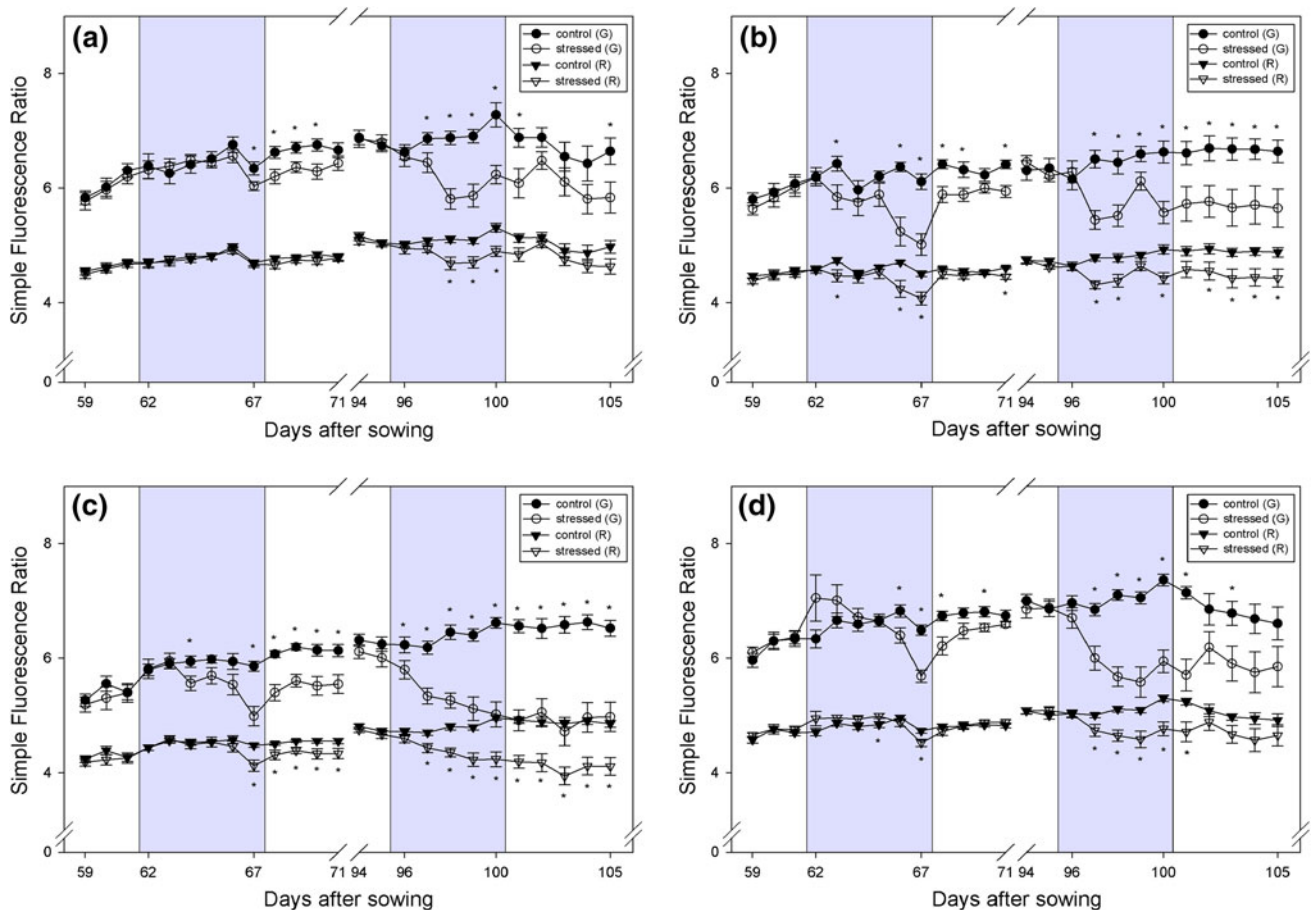 (a)
control (G)
stressed (G)
control (R)
stressed (R)
8
6
4
0
Simple Fluorescence Ratio
* * * * * * * * * * *
* * *
59 62 67 71 94 96 100 105
Days after sowing
(b)
control (G)
stressed (G)
control (R)
stressed (R)
8
6
4
0
Simple Fluorescence Ratio
59 62 67 71 94 96 100 105
Days after sowing
(c)
control (G)
stressed (G)
control (R)
stressed (R)
8
6
4
0
Simple Fluorescence Ratio
59 62 67 71 94 96 100 105
Days after sowing
(d)
control (G)
stressed (G)
control (R)
stressed (R)
8
6
4
0
Simple Fluorescence Ratio
59 62 67 71 94 96 100 105
Days after sowing